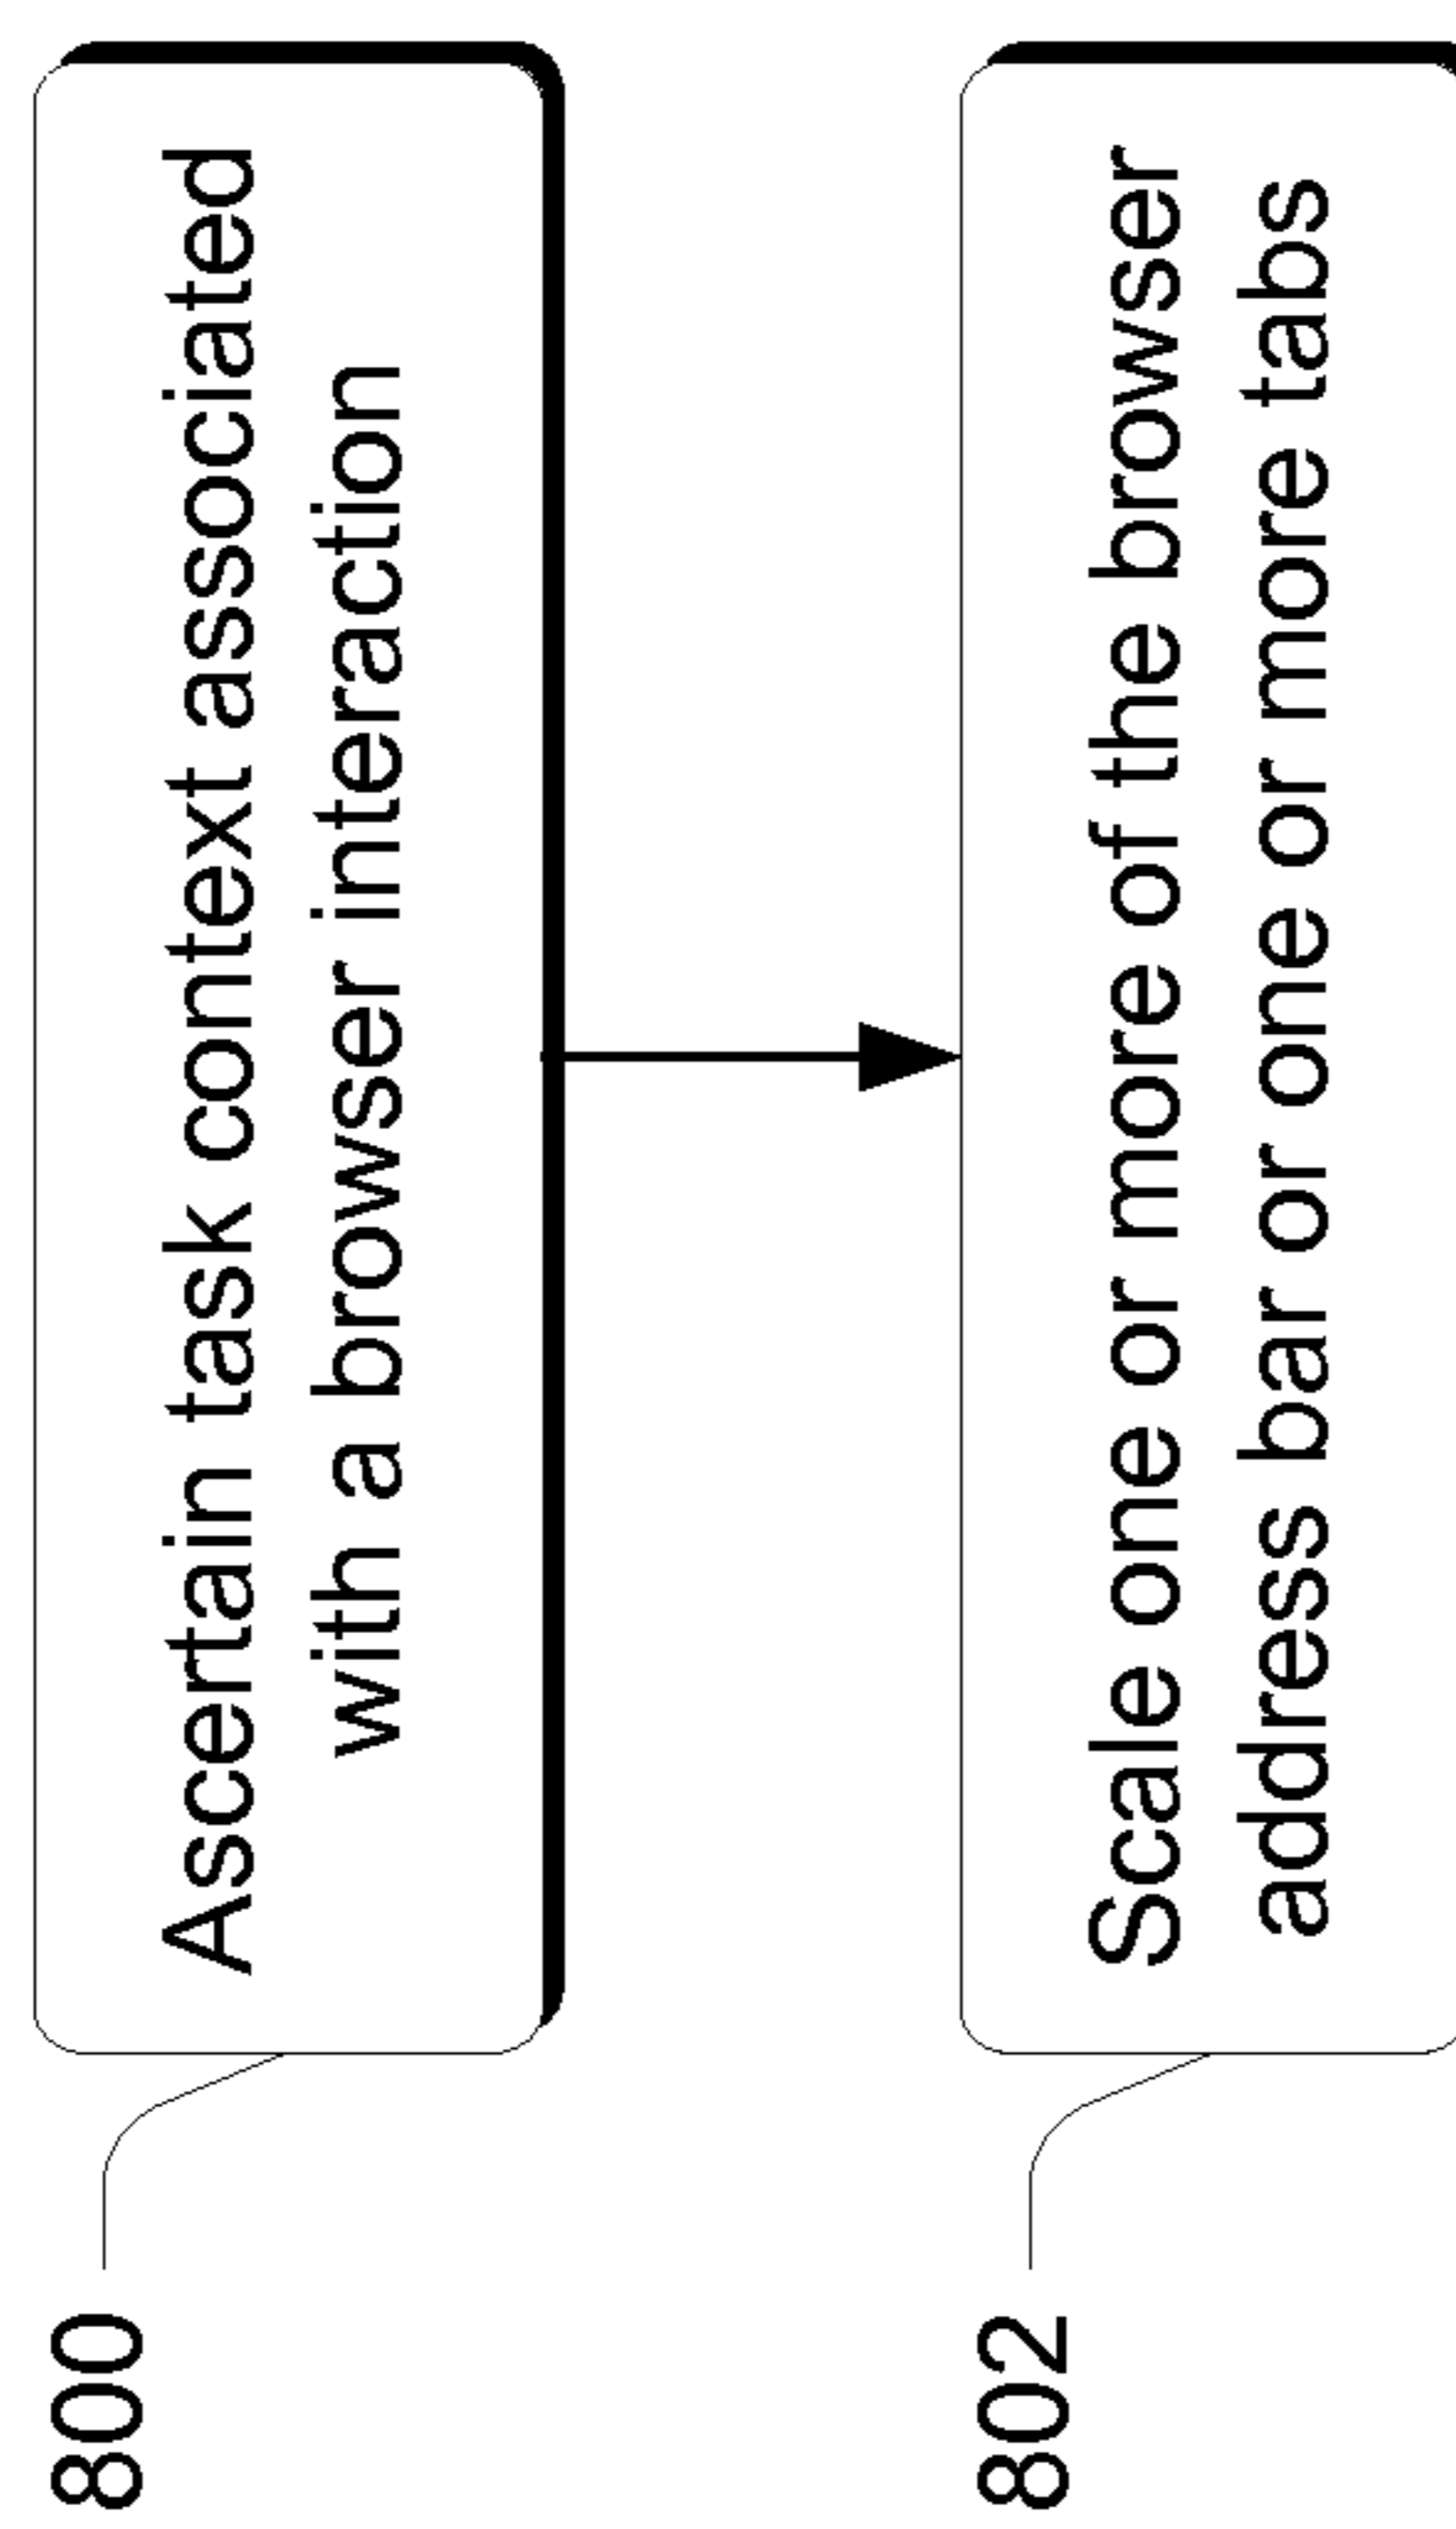 800
Ascertain task context associated
with a browser interaction
802
Scale one or more of the browser
address bar or one or more tabs